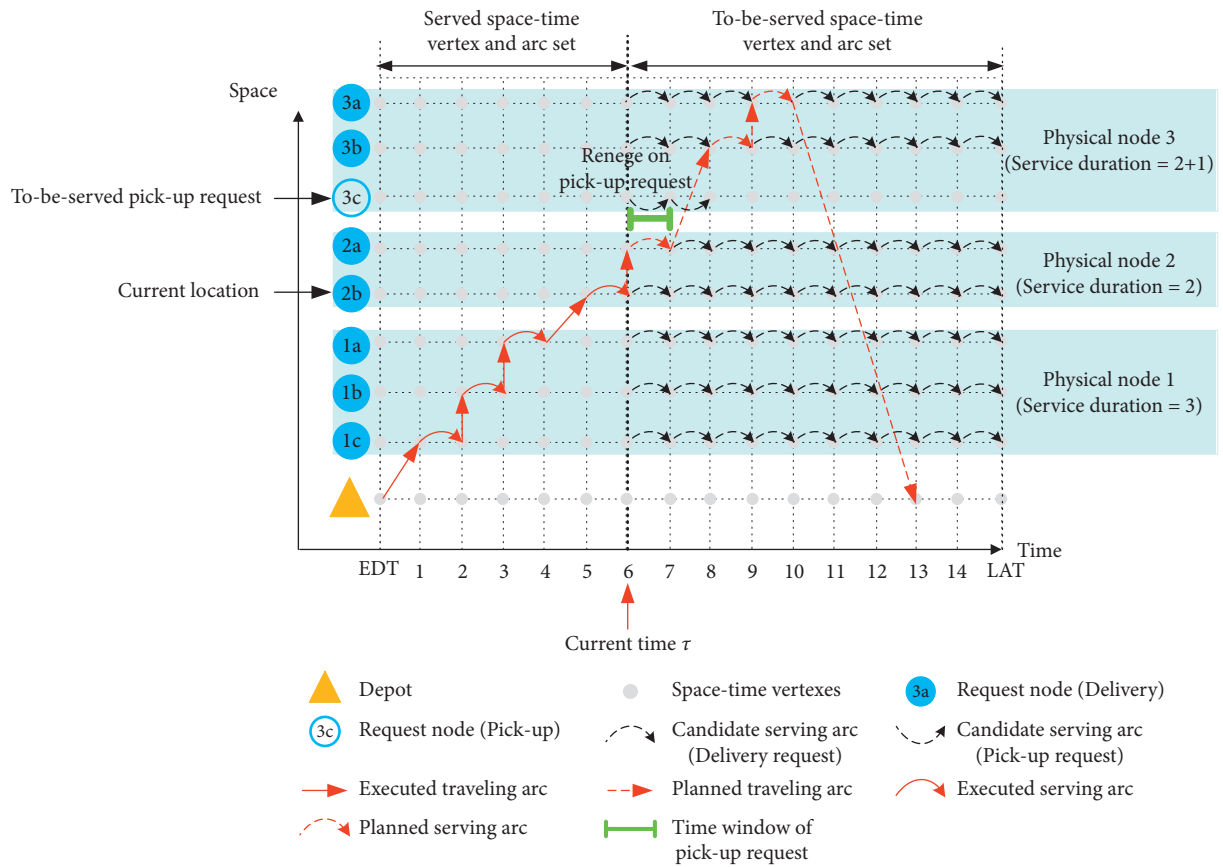 Served space-time
vertex and arc set
To-be-served space-time
vertex and arc set
Space
3a
3b
3c
2a
2b
1a
1b
1c
To-be-served pick-up request
Current location
Renege on
pick-up request
Physical node 3
(Service duration = 2+1)
Physical node 2
(Service duration = 2)
Physical node 1
(Service duration = 3)
Time
EDT 1 2 3 4 5 6 7 8 9 10 11 12 13 14 LAT
Current time τ
Depot
Space-time vertexes
3a Request node (Delivery)
3c Request node (Pick-up)
Candidate serving arc
(Delivery request)
Candidate serving arc
(Pick-up request)
Executed traveling arc
Planned traveling arc
Executed serving arc
Planned serving arc
Time window of
pick-up request